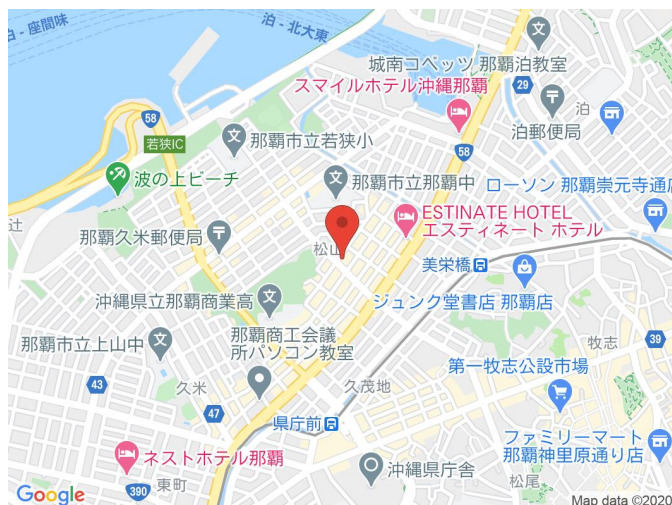 泊 - 座間味
泊 - 北大東
城南コベッツ 那覇泊教室
スマイルホテル沖縄那覇
29
泊
泊郵便局
58
若狭IC
那覇市立若狭小
58
波の上ビーチ
那覇市立那覇中
ローソン 那覇崇元寺通店
辻
那覇久米郵便局
松山
ESTINATE HOTEL
エスティネート ホテル
美栄橋
沖縄県立那覇商業高
ジュンク堂書店 那覇店
那覇市立上山中
那覇商工会議
所パソコン教室
牧志
39
43
久米
第一牧志公設市場
47
久茂地
県庁前
ファミリーマート
那覇神里原通り店
ネストホテル那覇
沖縄県庁舎
390
東町
松尾
Google
Map data ©2020